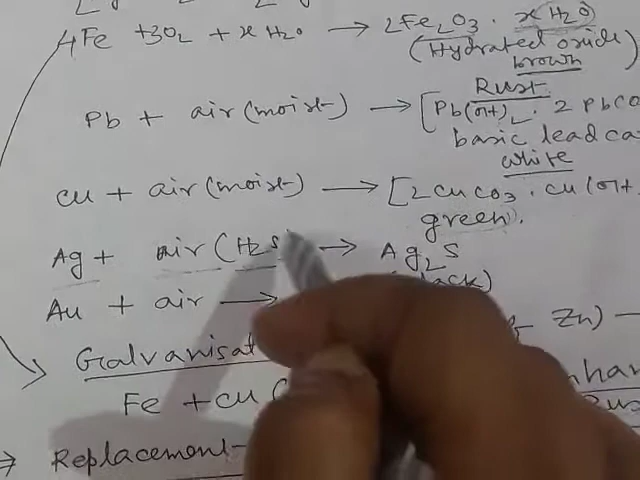 4Fe + 3O₂ + x H₂O → 2Fe₂O₃ · x H₂O
(Hydrated oxide)
brown
Rust.
Pb + air (moist) → [Pb(OH)₂ · 2 PbCO
basic lead ca
white
Cu + air (moist) → [2CuCO₃ · Cu(OH
green).
Ag + air (H₂S → Ag₂S
ack)
Au + air →
Zn) —
Galvanisat
Fe + Cu
Replacement-